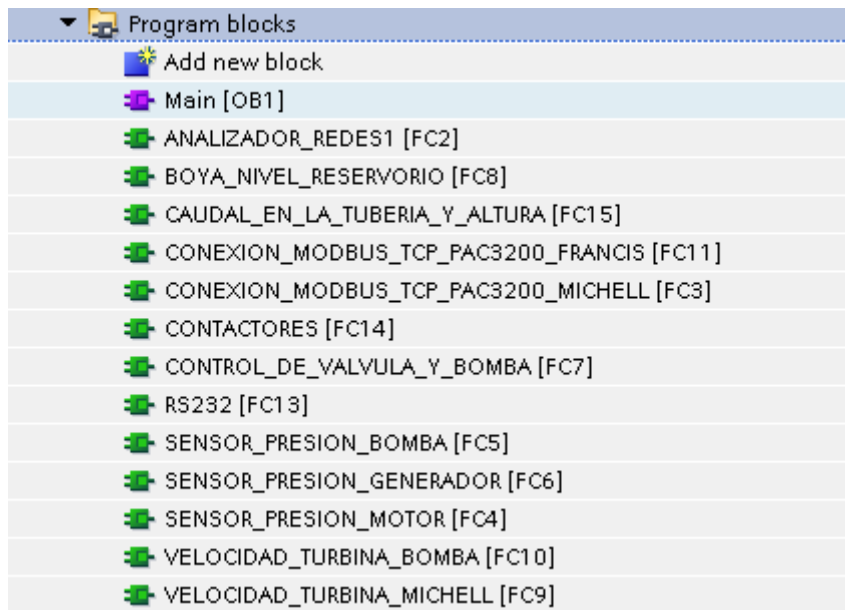 Program blocks
Add new block
Main [OB1]
ANALIZADOR_REDES1 [FC2]
BOYA_NIVEL_RESERVORIO [FC8]
CAUDAL_EN_LA_TUBERIA_Y_ALTURA [FC15]
CONEXION_MODBUS_TCP_PAC3200_FRANCIS [FC11]
CONEXION_MODBUS_TCP_PAC3200_MICHELL [FC3]
CONTACTORES [FC14]
CONTROL_DE_VALVULA_Y_BOMBA [FC7]
RS232 [FC13]
SENSOR_PRESION_BOMBA [FC5]
SENSOR_PRESION_GENERADOR [FC6]
SENSOR_PRESION_MOTOR [FC4]
VELOCIDAD_TURBINA_BOMBA [FC10]
VELOCIDAD_TURBINA_MICHELL [FC9]